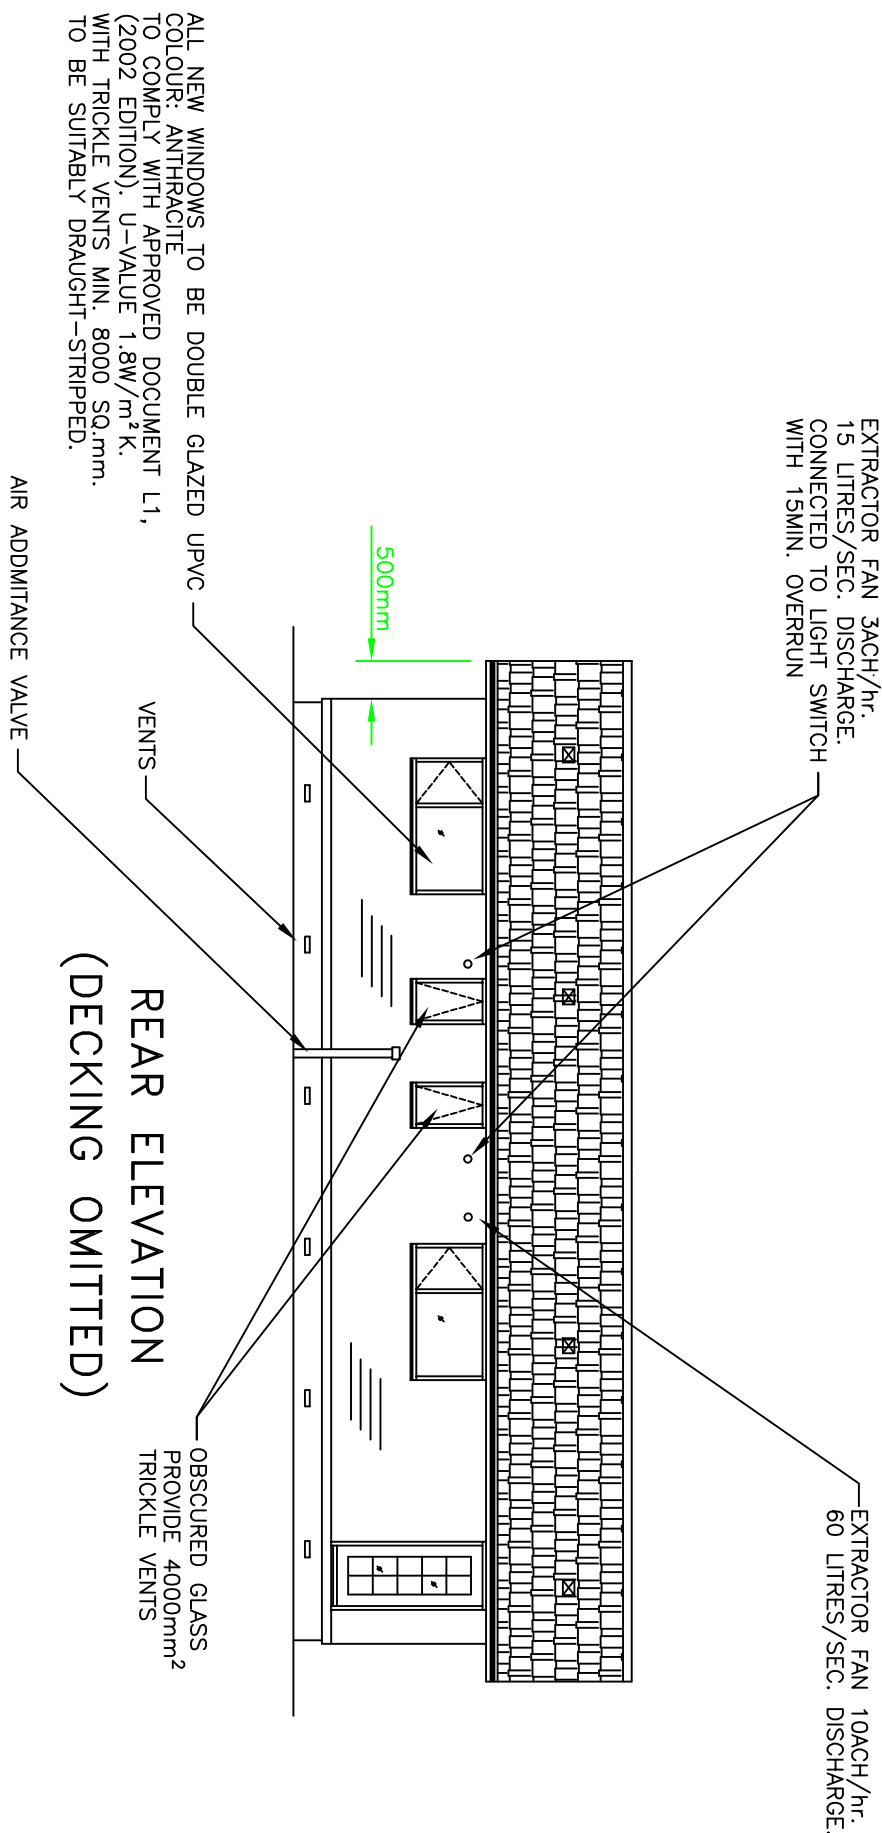 EXTRACTOR FAN 3ACH/hr.
15 LITRES/SEC. DISCHARGE.
CONNECTED TO LIGHT SWITCH
WITH 15MIN. OVERRUN
EXTRACTOR FAN 10ACH/hr.
60 LITRES/SEC. DISCHARGE.
500mm
ALL NEW WINDOWS TO BE DOUBLE GLAZED UPVC
COLOUR: ANTHRACITE
TO COMPLY WITH APPROVED DOCUMENT L1,
(2002 EDITION). U-VALUE 1.8W/m²K.
WITH TRICKLE VENTS MIN. 8000 SQ.mm.
TO BE SUITABLY DRAUGHT-STRIPPED.
VENTS
AIR ADDMITANCE VALVE
OBSCURED GLASS
PROVIDE 4000mm²
TRICKLE VENTS
REAR ELEVATION
(DECKING OMITTED)